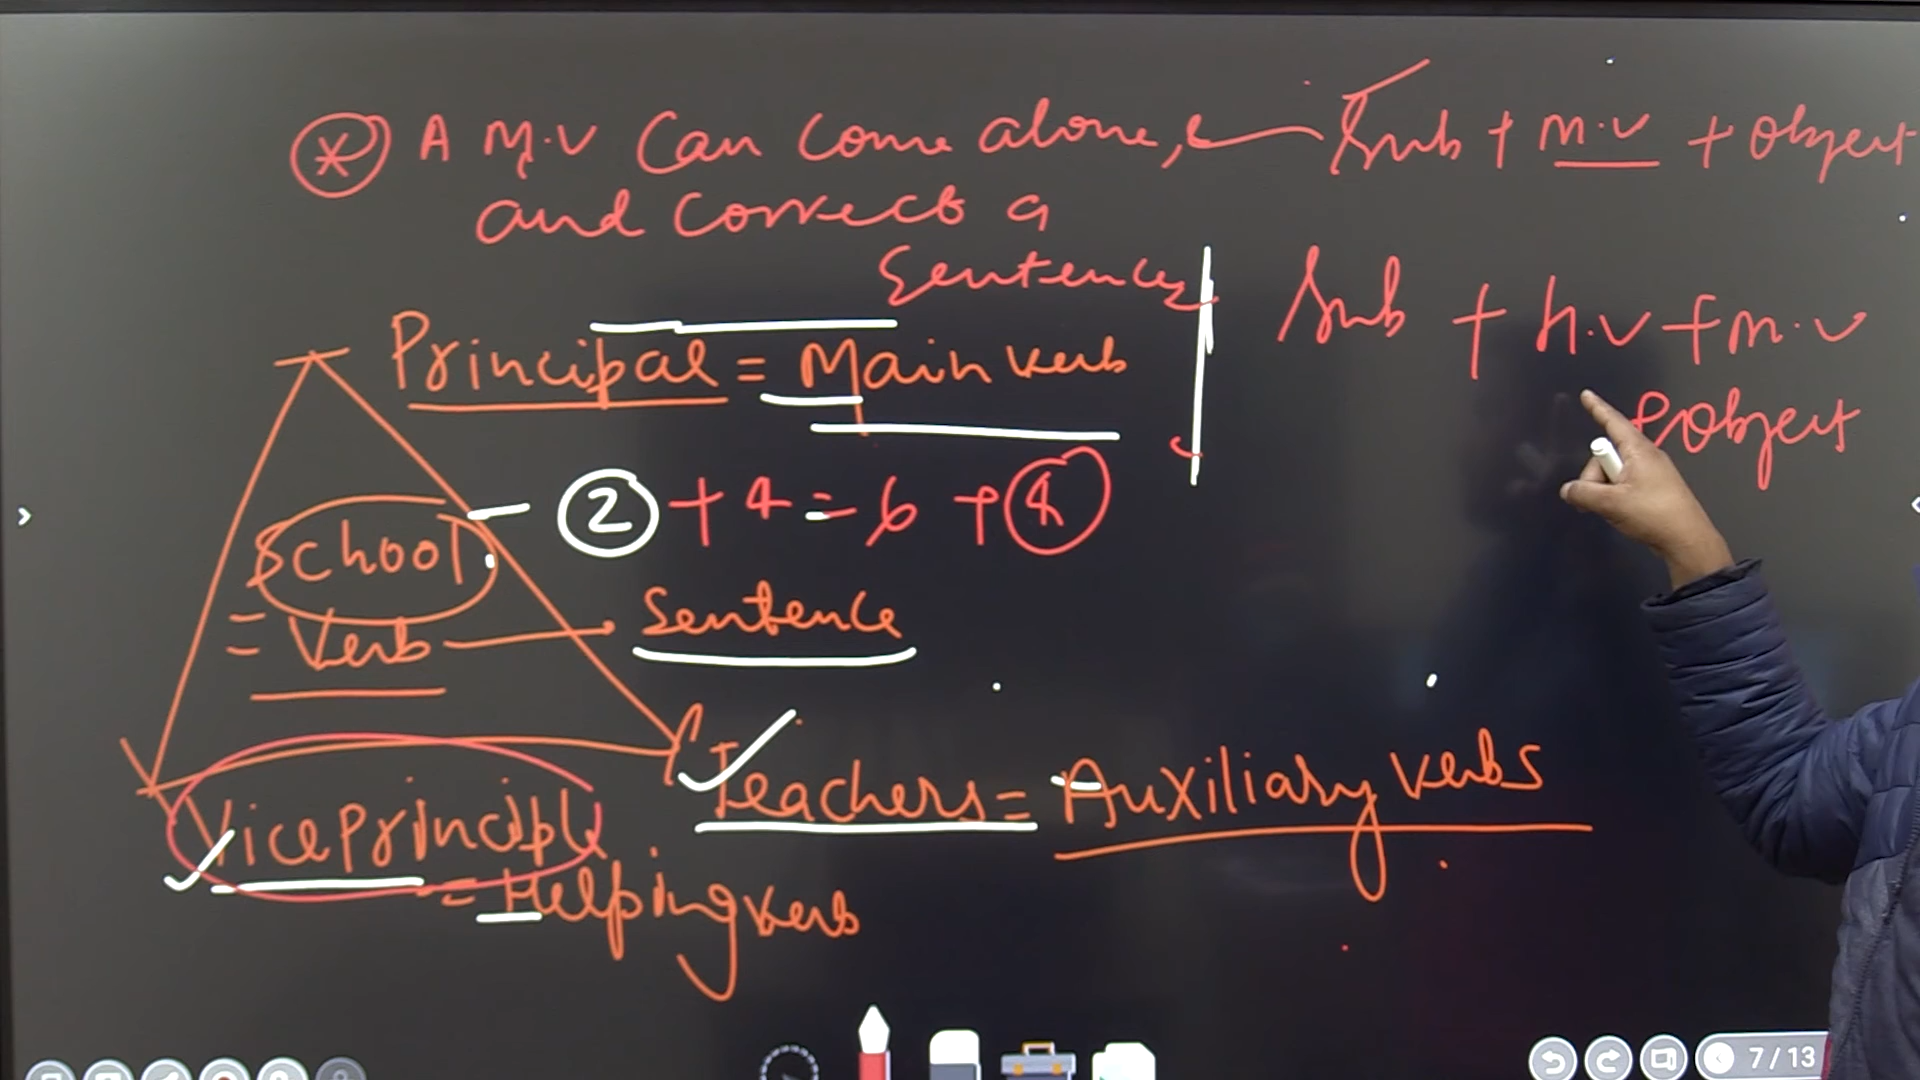 * A M.V Can Come alone, Sub + m.v + object
and correct a
Sentence
Sub + h.v + m.v
object
Principal = Main verb
2 + 4 = 6 + 4
School
= Verb Sentence
Teachers = Auxiliary verbs
Viceprinciple
= Helping verb
7 / 13